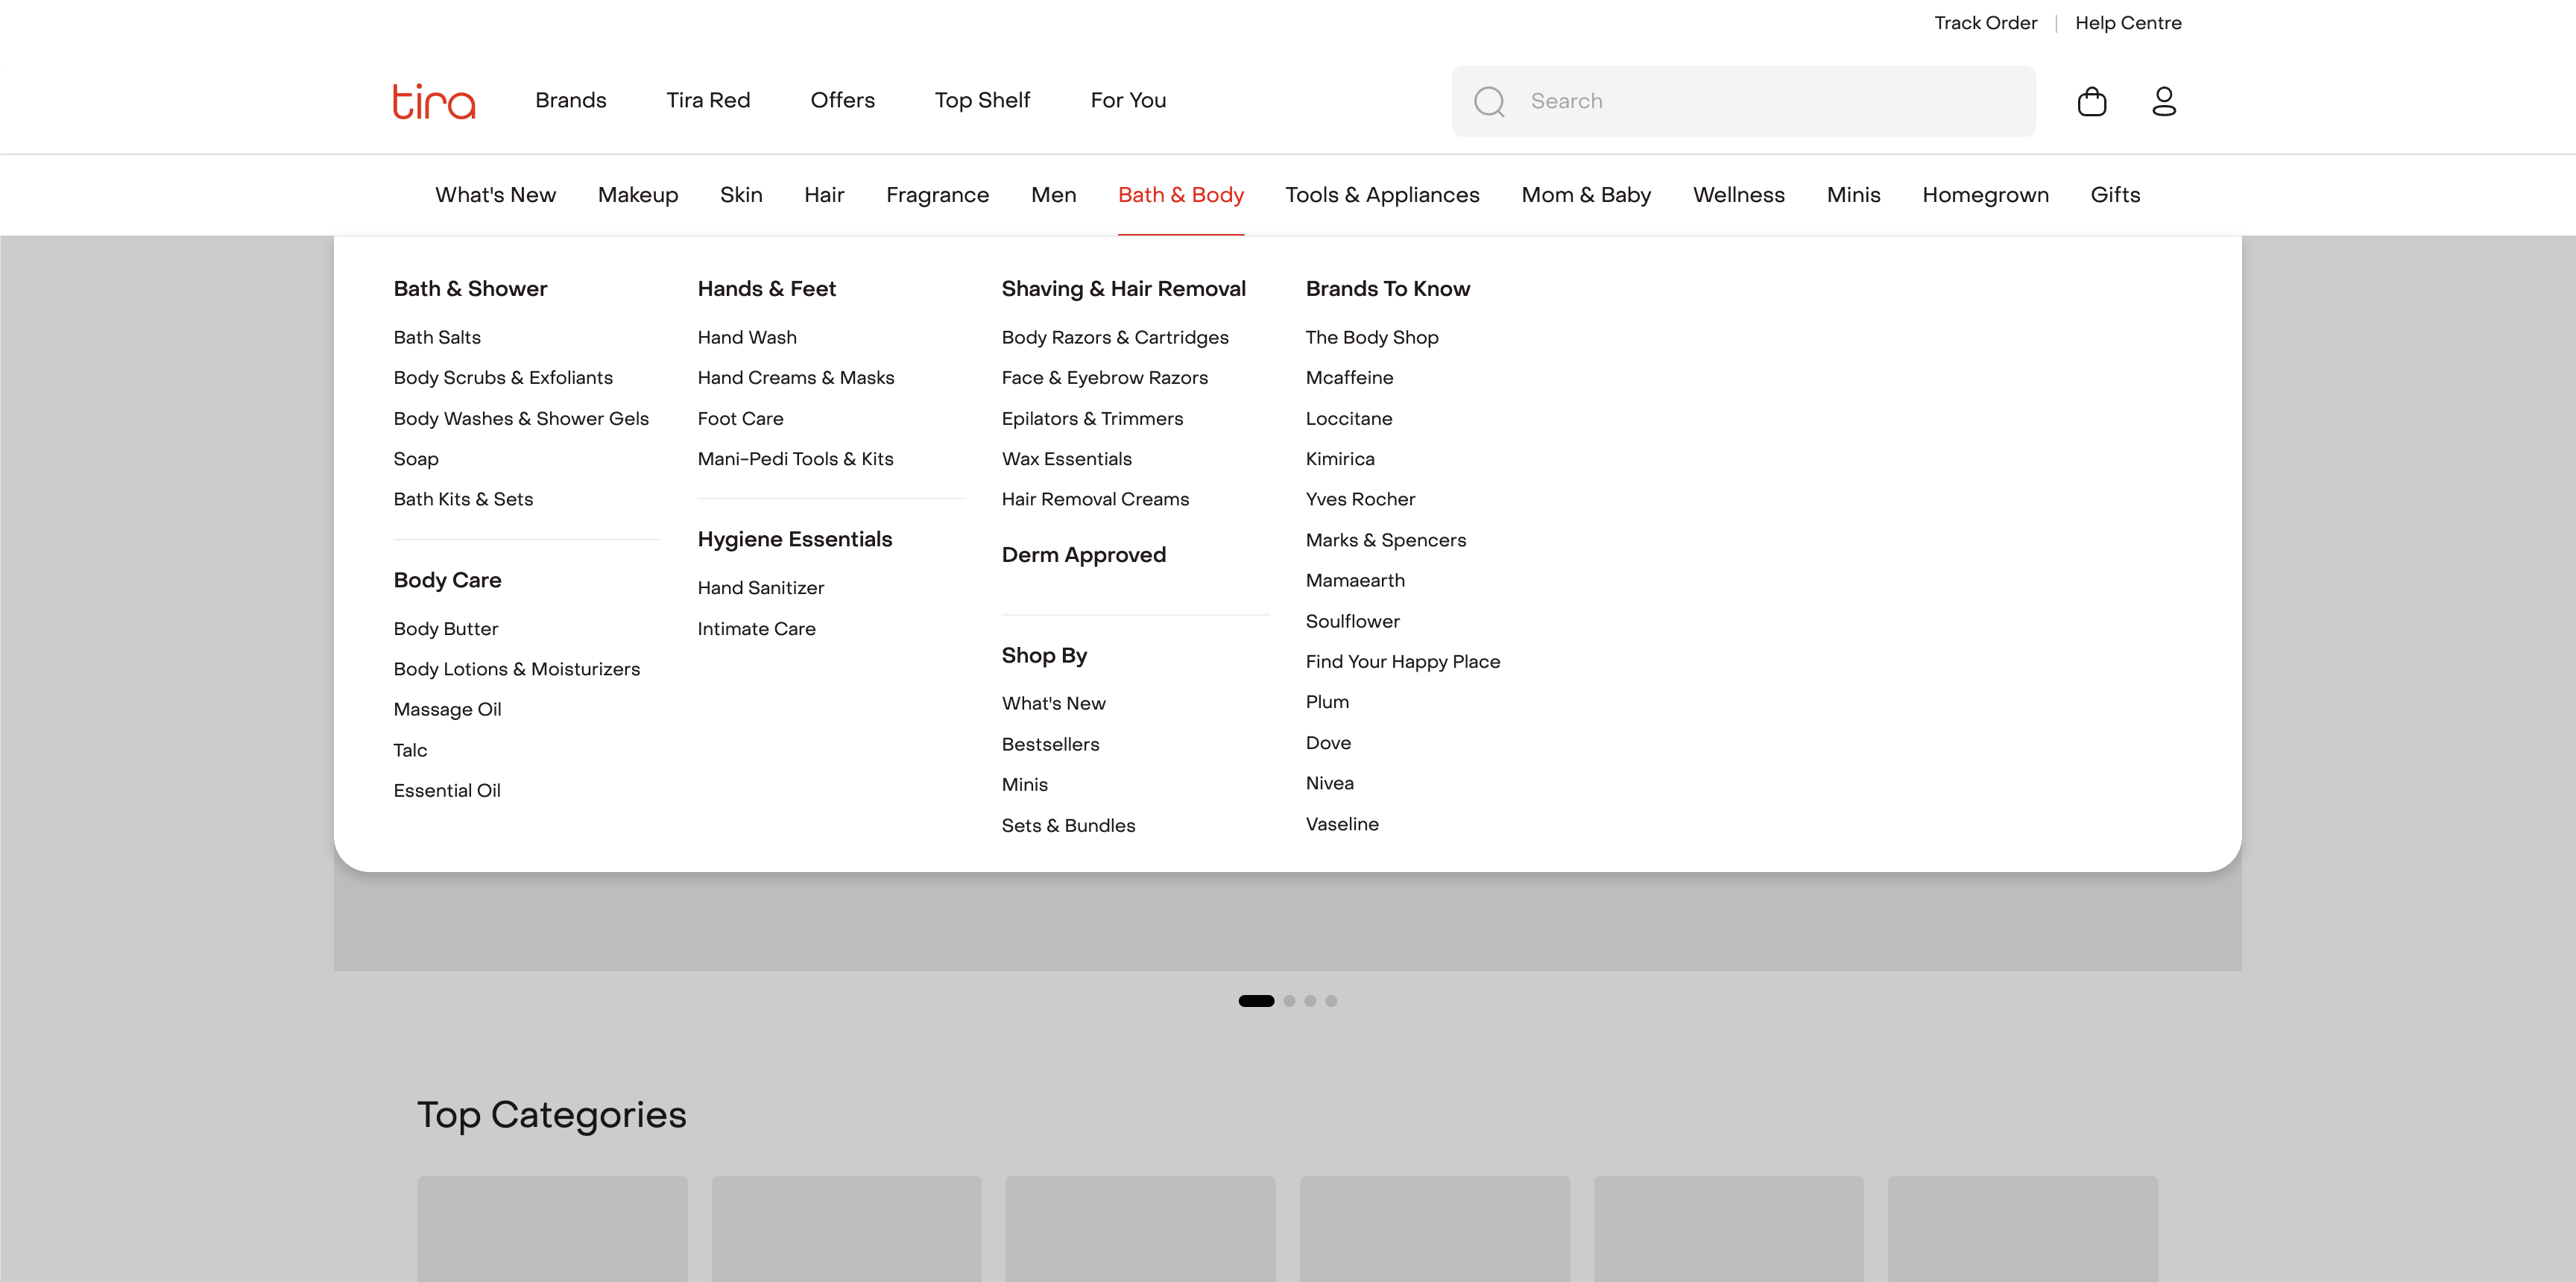 Track Order | Help Centre
tira Brands Tira Red Offers Top Shelf For You Search
What's New Makeup Skin Hair Fragrance Men Bath & Body Tools & Appliances Mom & Baby Wellness Minis Homegrown Gifts
Bath & Shower
Bath Salts
Body Scrubs & Exfoliants
Body Washes & Shower Gels
Soap
Bath Kits & Sets
Body Care
Body Butter
Body Lotions & Moisturizers
Massage Oil
Talc
Essential Oil
Hands & Feet
Hand Wash
Hand Creams & Masks
Foot Care
Mani-Pedi Tools & Kits
Hygiene Essentials
Hand Sanitizer
Intimate Care
Shaving & Hair Removal
Body Razors & Cartridges
Face & Eyebrow Razors
Epilators & Trimmers
Wax Essentials
Hair Removal Creams
Derm Approved
Shop By
What's New
Bestsellers
Minis
Sets & Bundles
Brands To Know
The Body Shop
Mcaffeine
Loccitane
Kimirica
Yves Rocher
Marks & Spencers
Mamaearth
Soulflower
Find Your Happy Place
Plum
Dove
Nivea
Vaseline
Top Categories